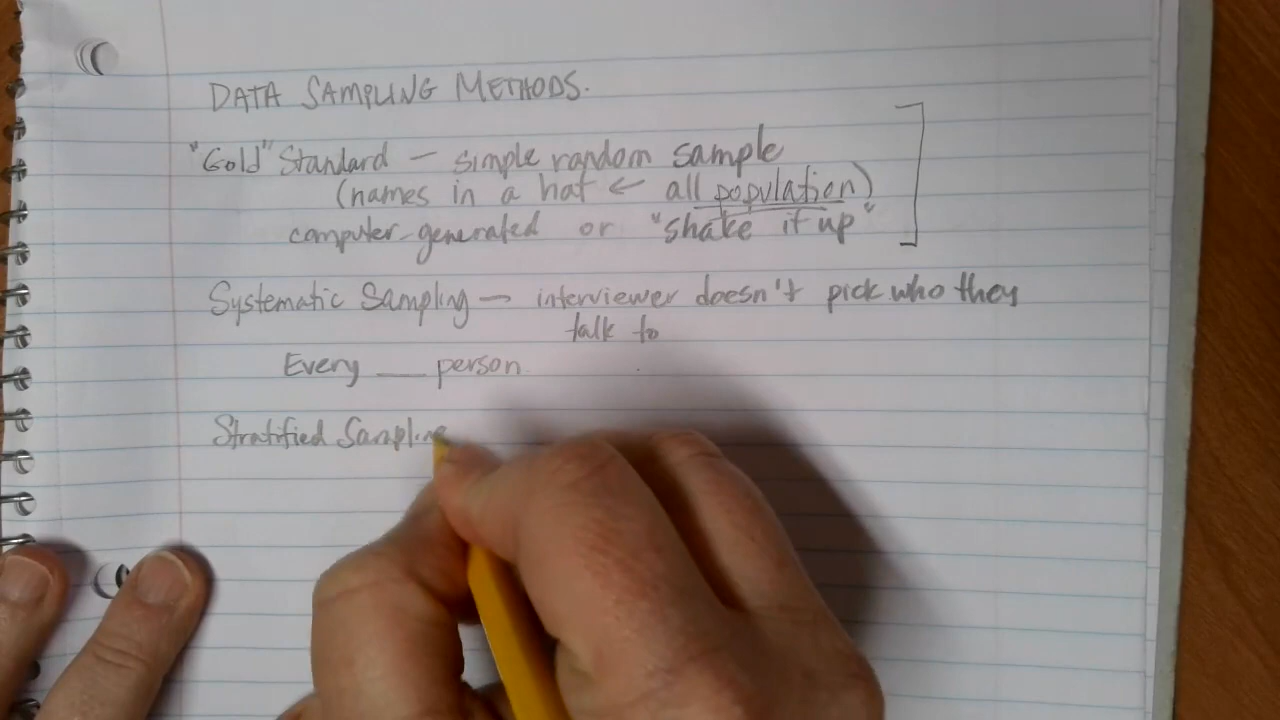 DATA SAMPLING METHODS.
"Gold" Standard — simple random sample
(names in a hat ← all population)
computer-generated or "shake it up"
Systematic Sampling — interviewer doesn't pick who they
talk to
Every ___ person
Stratified Sampling